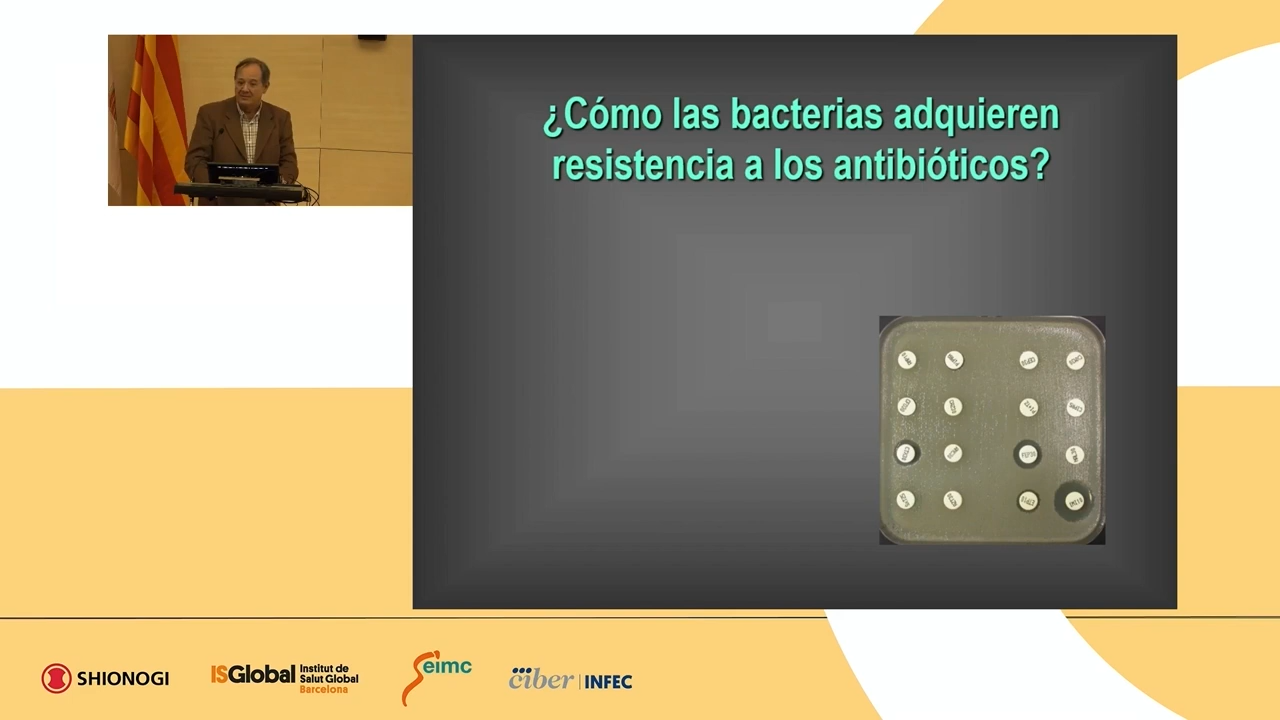 ¿Cómo las bacterias adquieren
resistencia a los antibióticos?
SHIONOGI
ISGlobal
Institut de
Salut Global
Barcelona
Seimc
ciber
INFEC